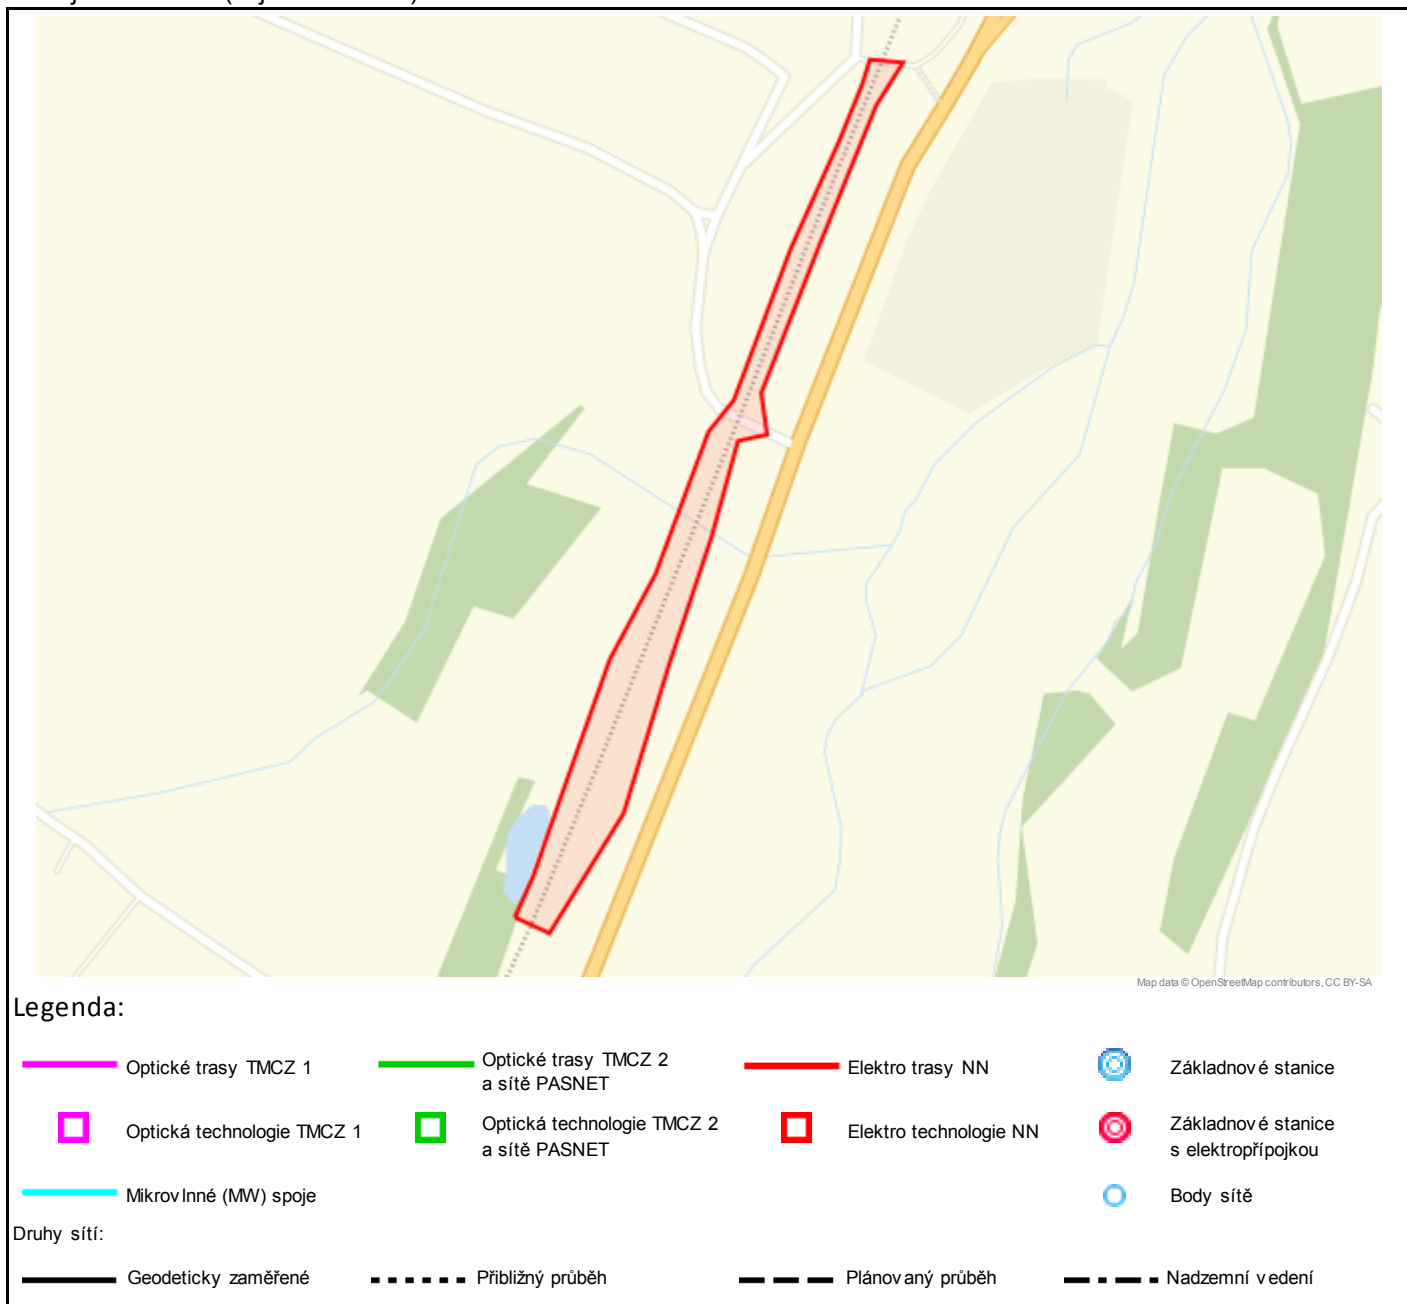 Map data © OpenStreetMap contributors, CC BY-SA
Legenda:
Optické trasy TMCZ 1
Optické trasy TMCZ 2
a sítě PASNET
Elektro trasy NN
Základnové stanice
Optická technologie TMCZ 1
Optická technologie TMCZ 2
a sítě PASNET
Elektro technologie NN
Základnové stanice
s elektropřípojkou
Mikrovlnné (MW) spoje
Body sítě
Druhy sítí:
Geodeticky zaměřené
Přibližný průběh
Plánovaný průběh
Nadzemní vedení